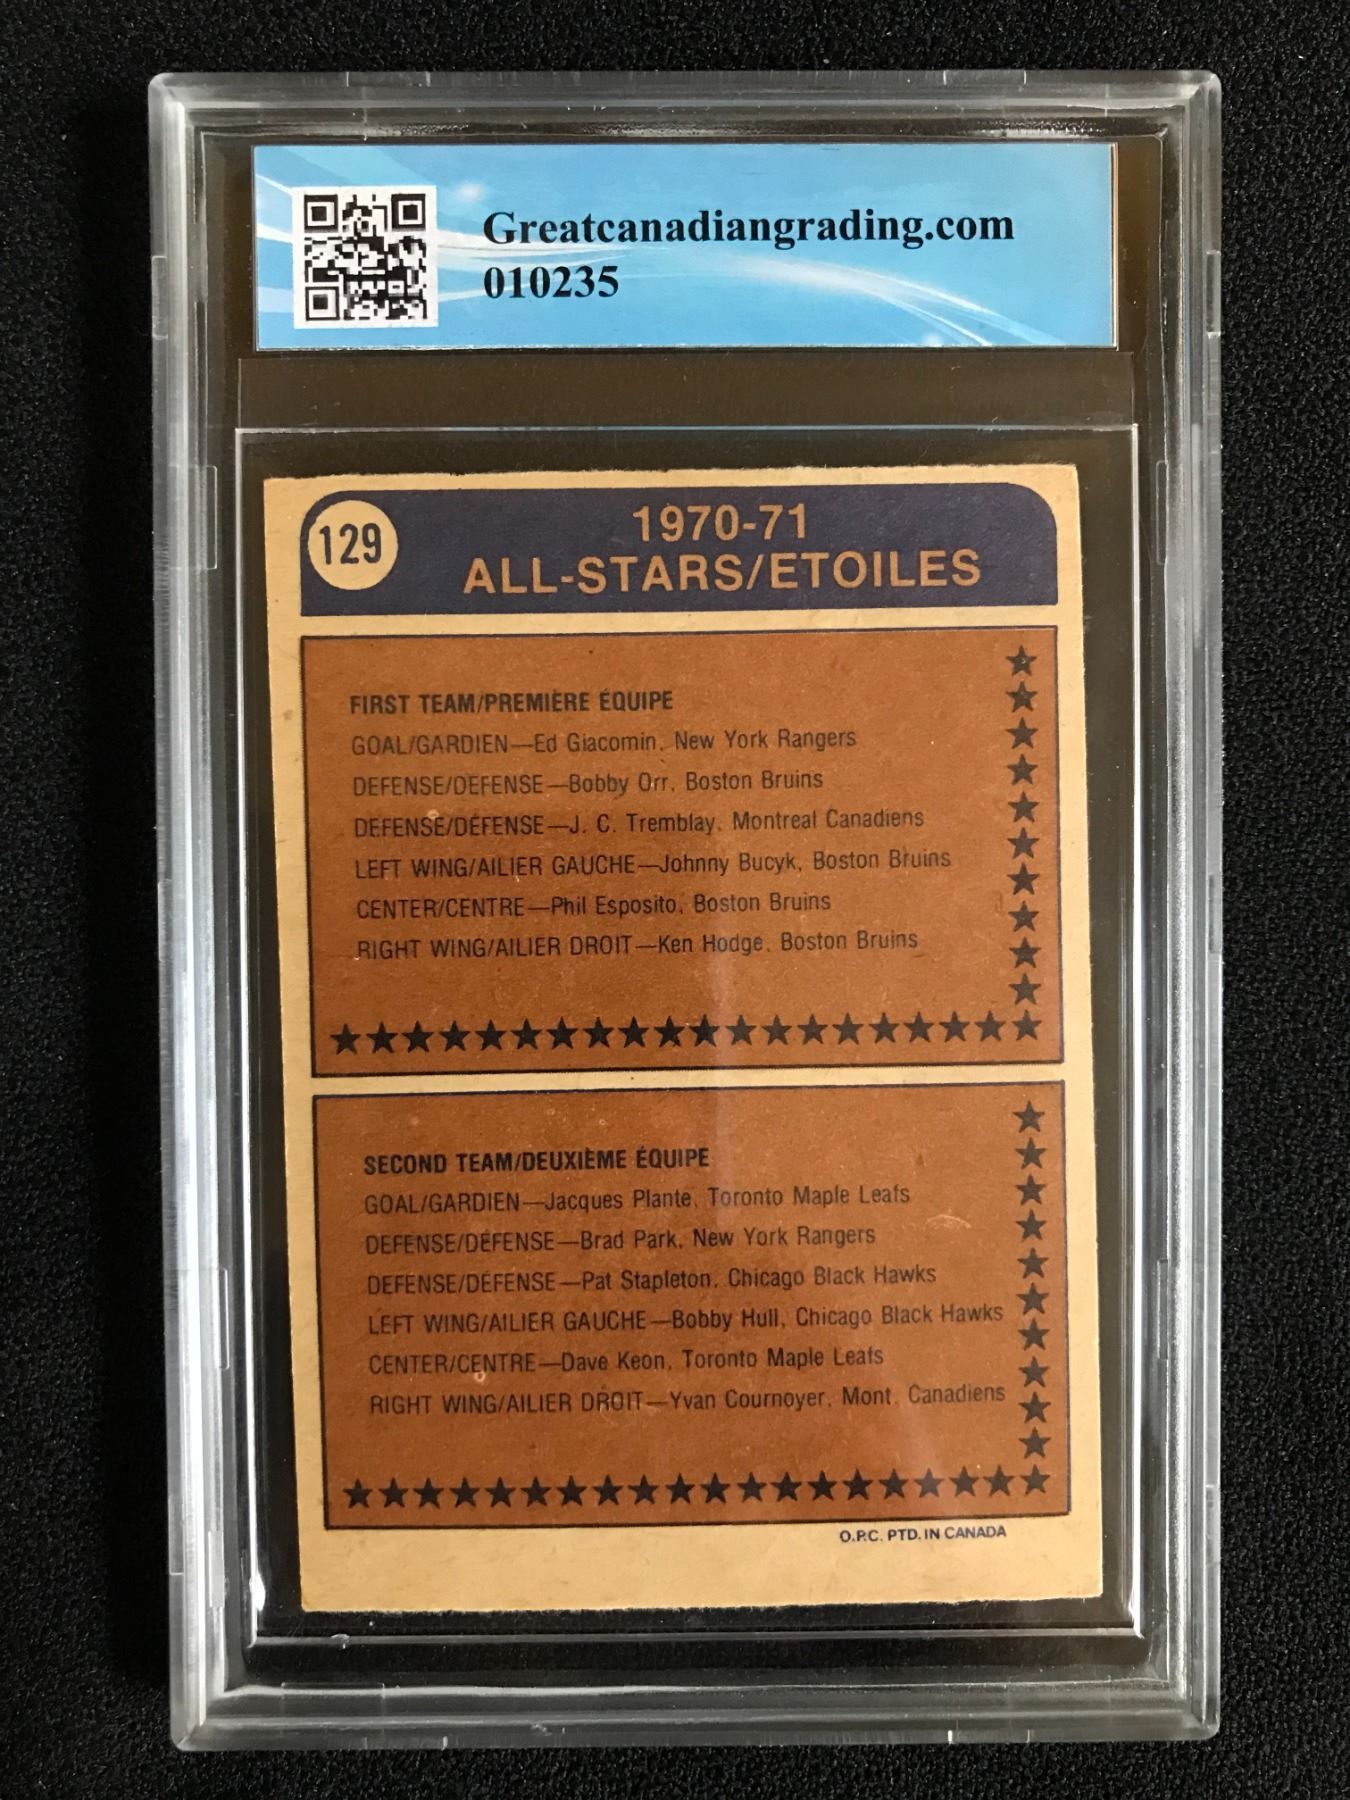 Greatcanadiangrading.com
010235
129
1970-71
ALL-STARS/ETOILES
FIRST TEAM/PREMIÈRE ÉQUIPE
GOAL/GARDIEN—Ed Giacomin, New York Rangers
DEFENSE/DÉFENSE—Bobby Orr, Boston Bruins
DEFENSE/DÉFENSE—J. C. Tremblay, Montreal Canadiens
LEFT WING/AILIER GAUCHE—Johnny Bucyk, Boston Bruins
CENTER/CENTRE—Phil Esposito, Boston Bruins
RIGHT WING/AILIER DROIT—Ken Hodge, Boston Bruins
SECOND TEAM/DEUXIÈME ÉQUIPE
GOAL/GARDIEN—Jacques Plante, Toronto Maple Leafs
DEFENSE/DÉFENSE—Brad Park, New York Rangers
DEFENSE/DÉFENSE—Pat Stapleton, Chicago Black Hawks
LEFT WING/AILIER GAUCHE—Bobby Hull, Chicago Black Hawks
CENTER/CENTRE—Dave Keon, Toronto Maple Leafs
RIGHT WING/AILIER DROIT—Yvan Cournoyer, Mont. Canadiens
O.P.C. PTD. IN CANADA